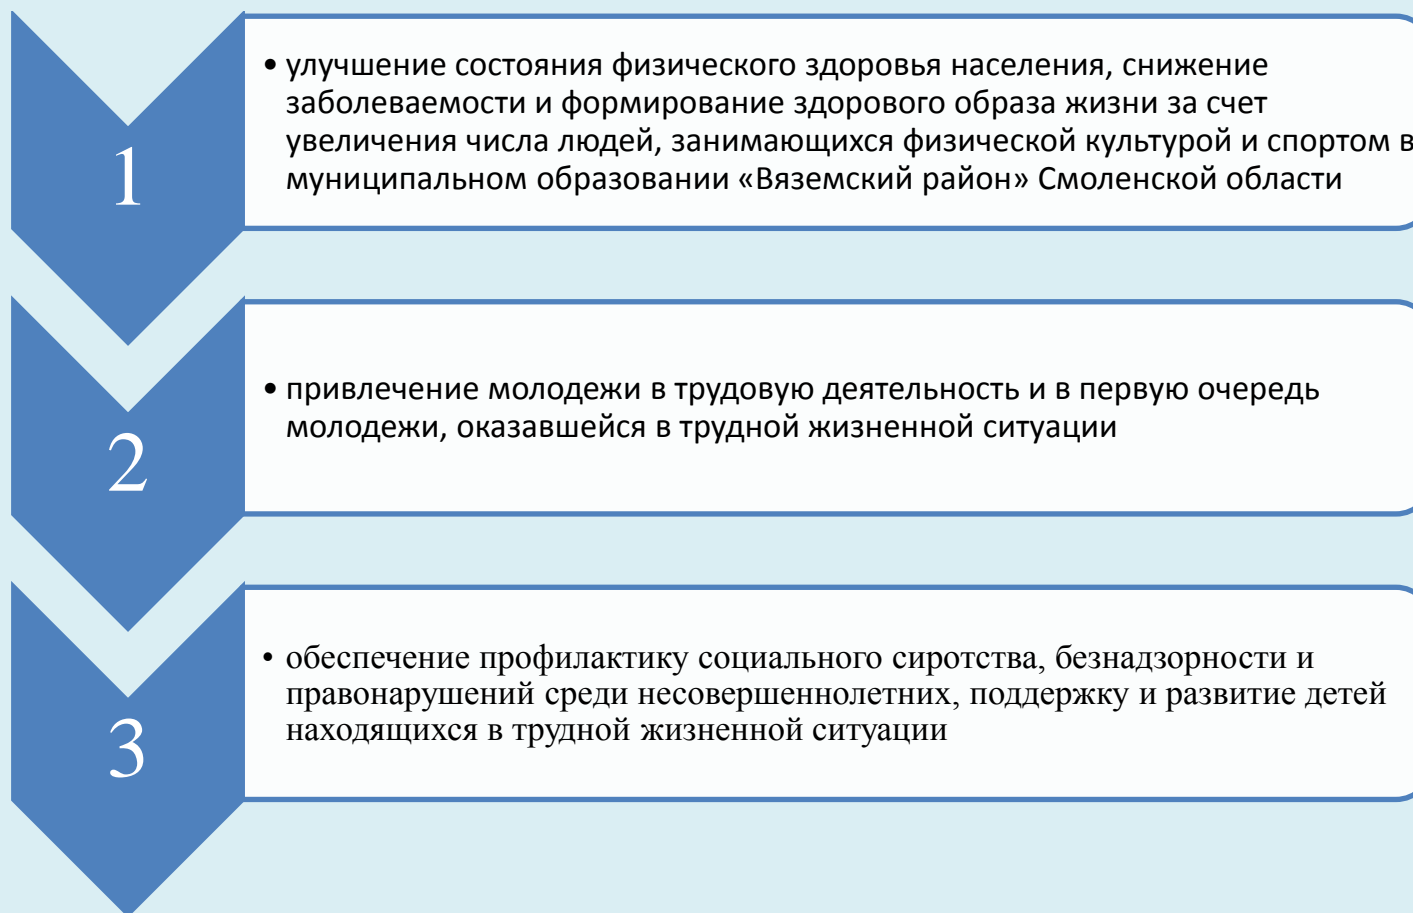 1
• улучшение состояния физического здоровья населения, снижение
заболеваемости и формирование здорового образа жизни за счет
увеличения числа людей, занимающихся физической культурой и спортом в
муниципальном образовании «Вяземский район» Смоленской области
2
• привлечение молодежи в трудовую деятельность и в первую очередь
молодежи, оказавшейся в трудной жизненной ситуации
3
• обеспечение профилактику социального сиротства, безнадзорности и
правонарушений среди несовершеннолетних, поддержку и развитие детей
находящихся в трудной жизненной ситуации